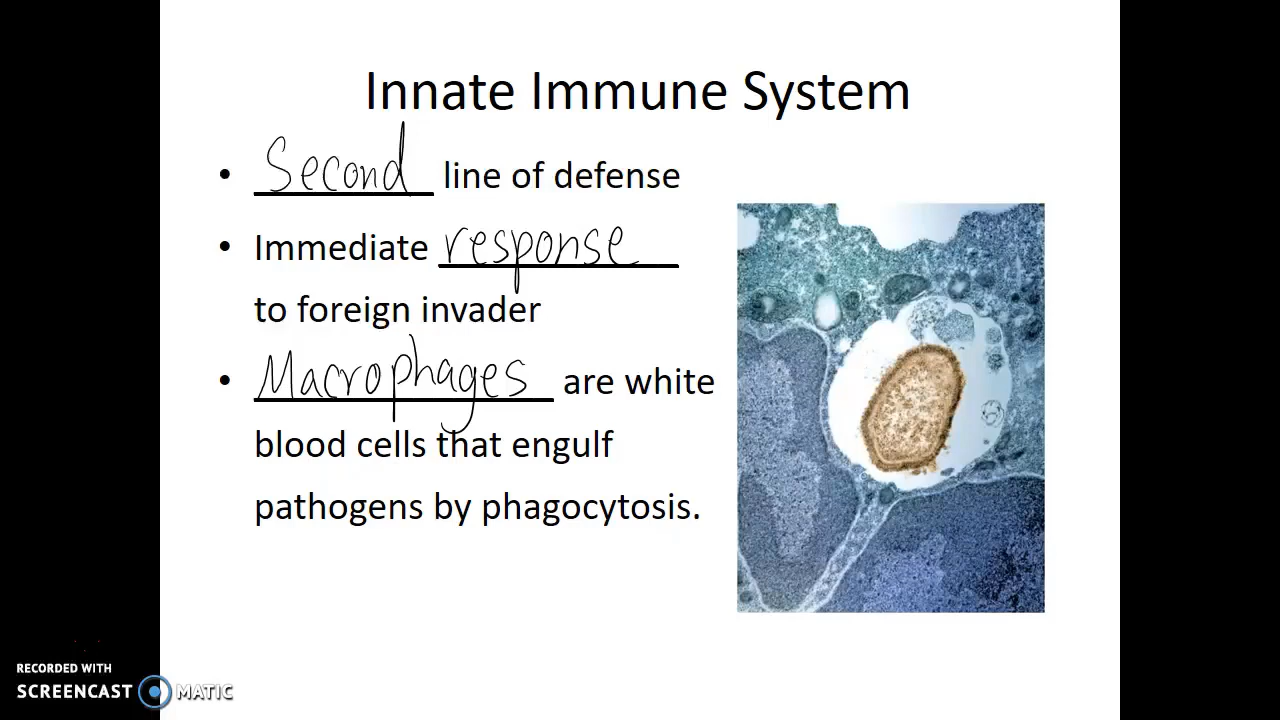 Innate Immune System
• Second line of defense
• Immediate response
to foreign invader
• Macrophages are white
blood cells that engulf
pathogens by phagocytosis.
RECORDED WITH
SCREENCAST MATIC